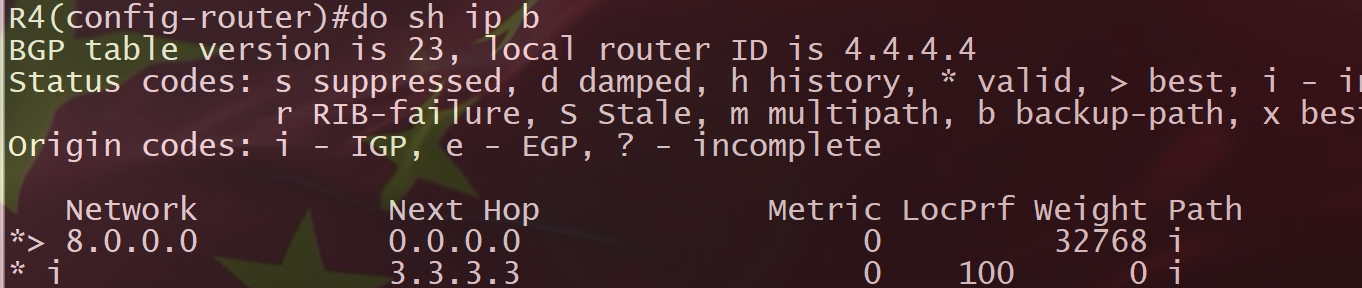 R4(config-router)#do sh ip b
BGP table version is 23, local router ID is 4.4.4.4
Status codes: s suppressed, d damped, h history, * valid, > best, i - in
r RIB-failure, S Stale, m multipath, b backup-path, x bes
Origin codes: i - IGP, e - EGP, ? - incomplete
Network Next Hop Metric LocPrf Weight Path
*> 8.0.0.0 0.0.0.0 0 32768 i
* i 3.3.3.3 0 100 0 i